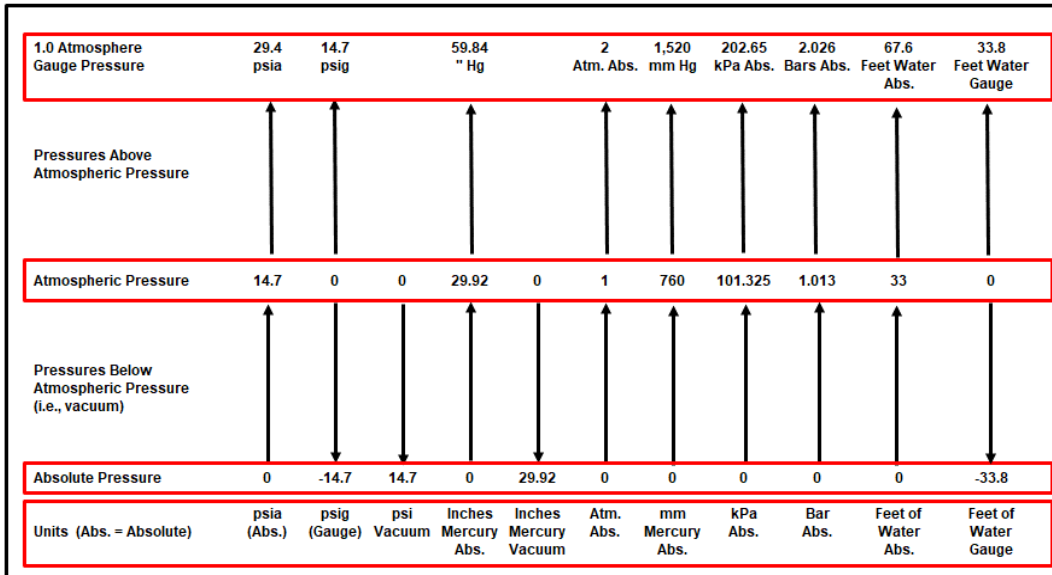 1.0 Atmosphere 29.4 14.7 59.84 2 1,520 202.65 2.026 67.6 33.8
Gauge Pressure psia psig " Hg Atm. Abs. mm Hg kPa Abs. Bars Abs. Feet Water Feet Water
Abs. Gauge
Pressures Above
Atmospheric Pressure
Atmospheric Pressure 14.7 0 0 29.92 0 1 760 101.325 1.013 33 0
Pressures Below
Atmospheric Pressure
(i.e., vacuum)
Absolute Pressure 0 -14.7 14.7 0 29.92 0 0 0 0 0 -33.8
psia psig psi Inches Inches Atm. mm kPa Bar Feet of Feet of
Units (Abs. = Absolute) (Abs.) (Gauge) Vacuum Mercury Mercury Abs. Mercury Abs. Abs. Water Water
Abs. Vacuum Abs. Abs. Gauge